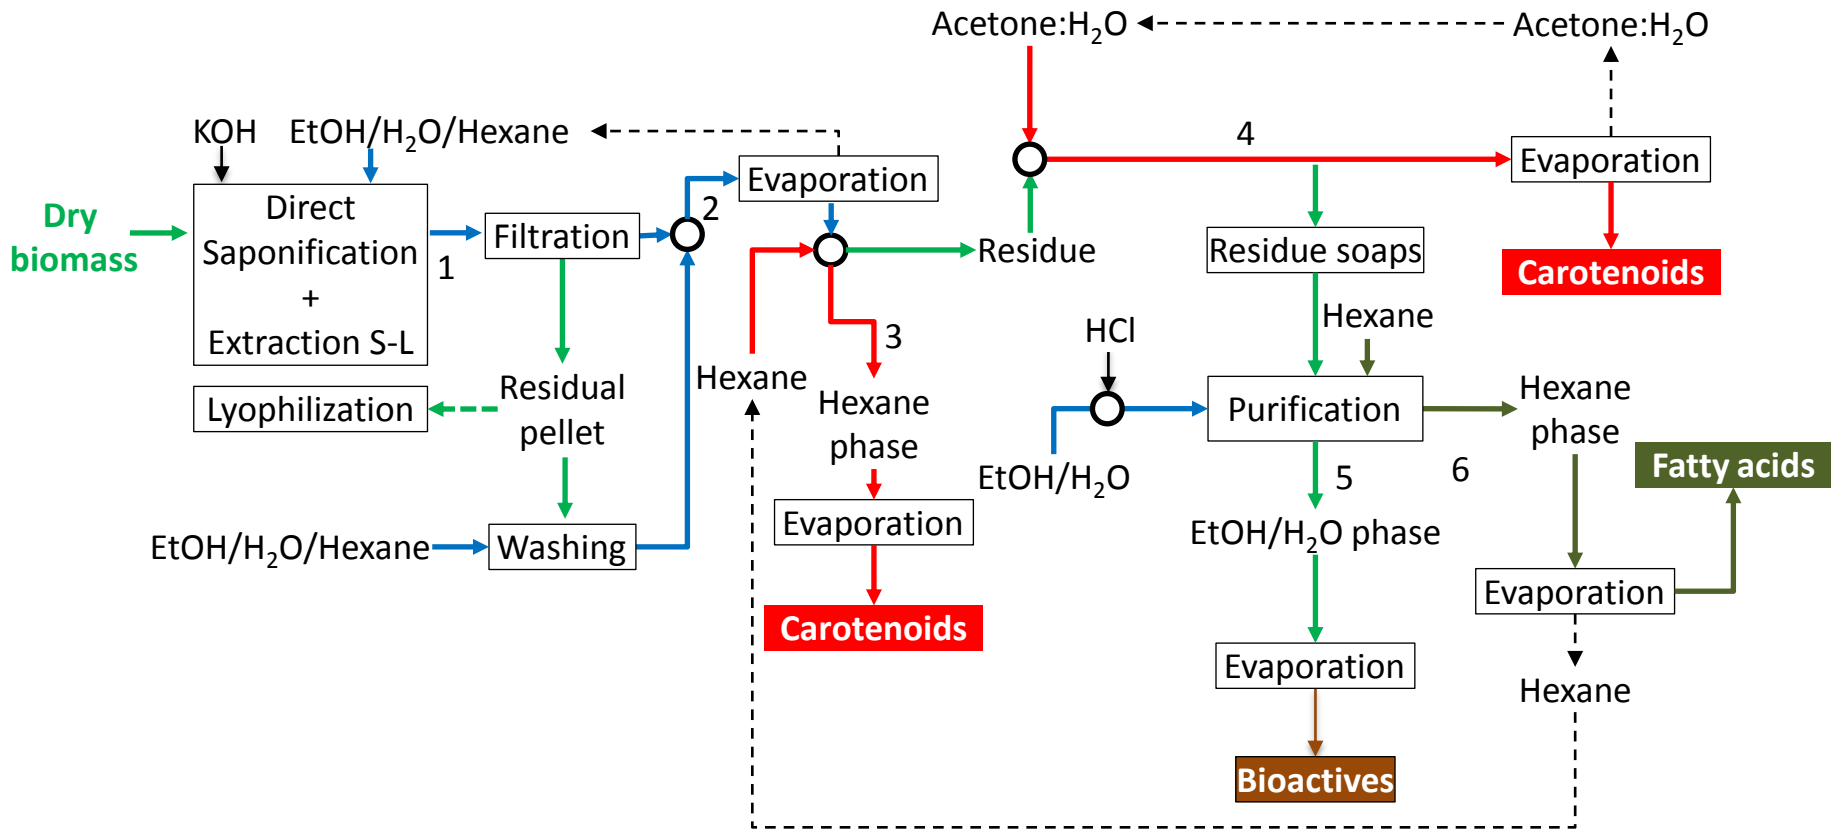 Acetone:H₂O
Acetone:H₂O
KOH
EtOH/H₂O/Hexane
4
Evaporation
Evaporation
Dry
biomass
Direct
Saponification
+
Extraction S-L
1
Filtration
2
Residue
Residue soaps
Carotenoids
Hexane
HCl
3
Hexane
Lyophilization
Residual
pellet
Hexane
phase
Purification
Hexane
phase
EtOH/H₂O
5
6
Fatty acids
EtOH/H₂O/Hexane
Washing
Evaporation
EtOH/H₂O phase
Evaporation
Carotenoids
Evaporation
Hexane
Bioactives